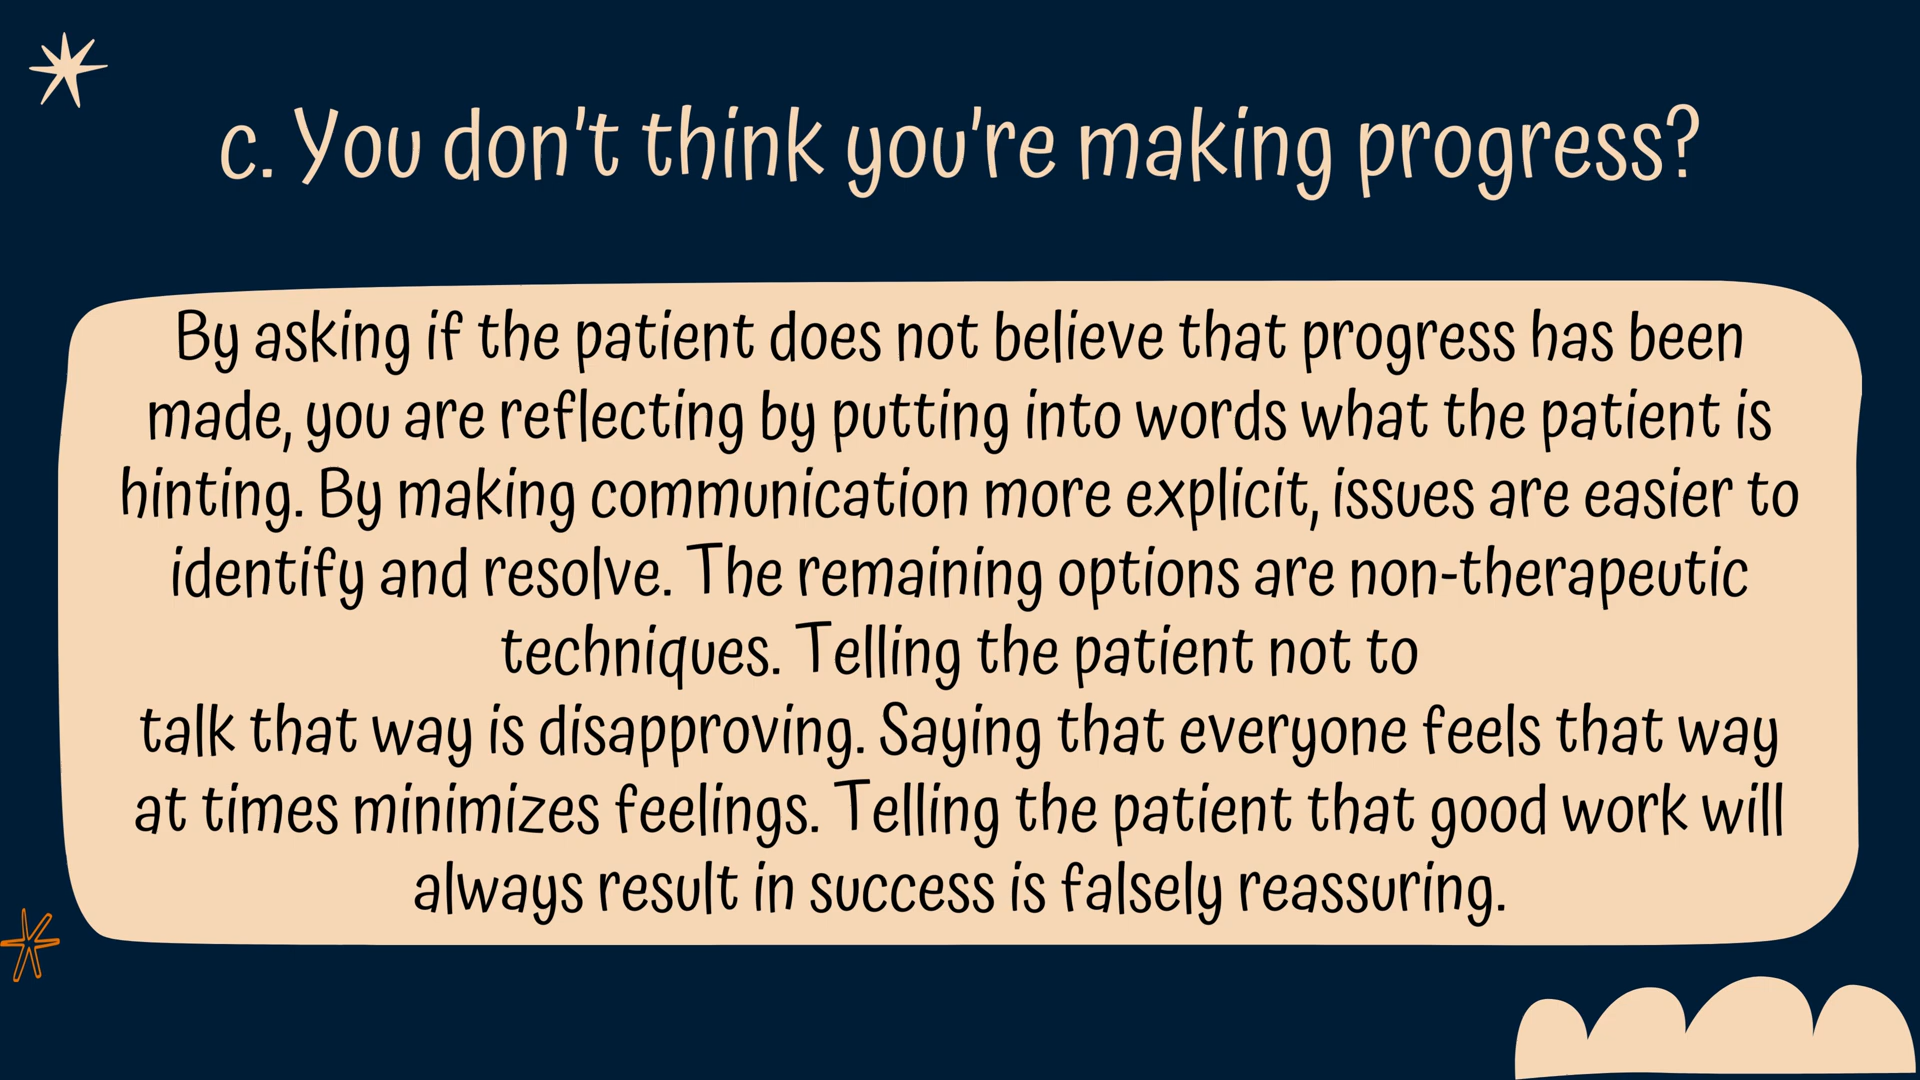 c. You don't think you're making progress?
By asking if the patient does not believe that progress has been
made, you are reflecting by putting into words what the patient is
hinting. By making communication more explicit, issues are easier to
identify and resolve. The remaining options are non-therapeutic
techniques. Telling the patient not to
talk that way is disapproving. Saying that everyone feels that way
at times minimizes feelings. Telling the patient that good work will
always result in success is falsely reassuring.